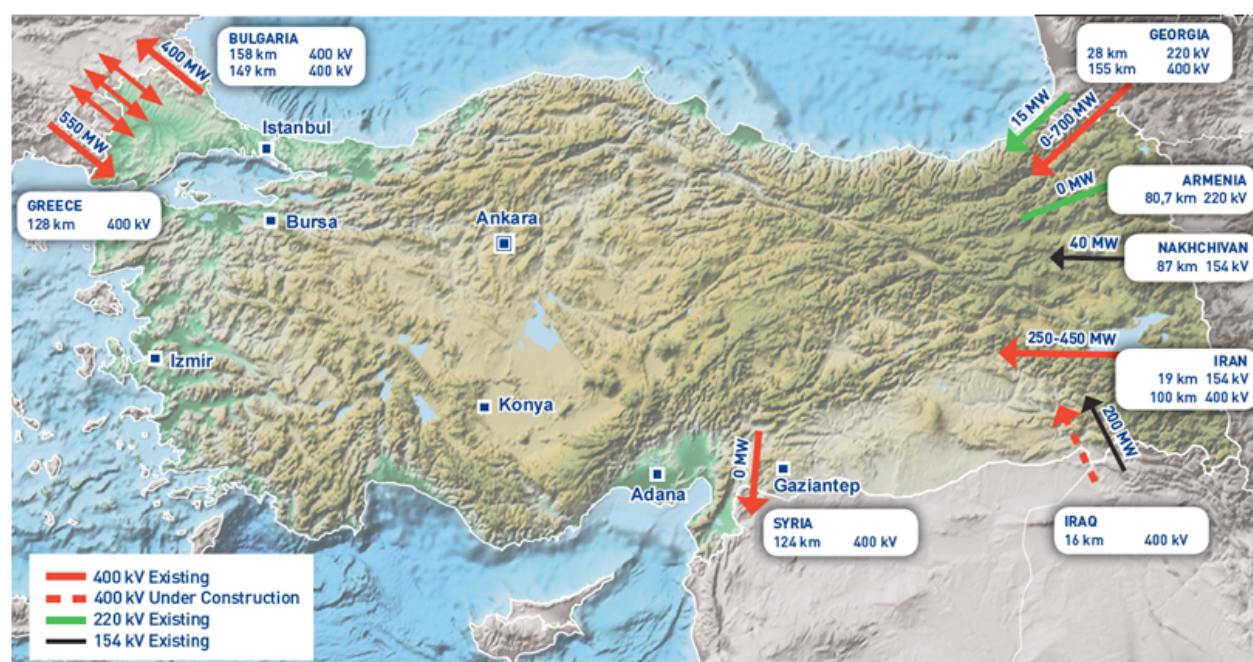 BULGARIA
158 km 400 kV
149 km 400 kV
400 MW
550 MW
GREECE
128 km 400 kV
Istanbul
Bursa
Ankara
Izmir
Konya
Adana
Gaziantep
GEORGIA
28 km 220 kV
155 km 400 kV
15 MW
0-700 MW
0 MW
ARMENIA
80,7 km 220 kV
40 MW
NAKHCHIVAN
87 km 154 kV
250-450 MW
IRAN
19 km 154 kV
100 km 400 kV
200 MW
0 MW
SYRIA
124 km 400 kV
IRAQ
16 km 400 kV
400 kV Existing
400 kV Under Construction
220 kV Existing
154 kV Existing